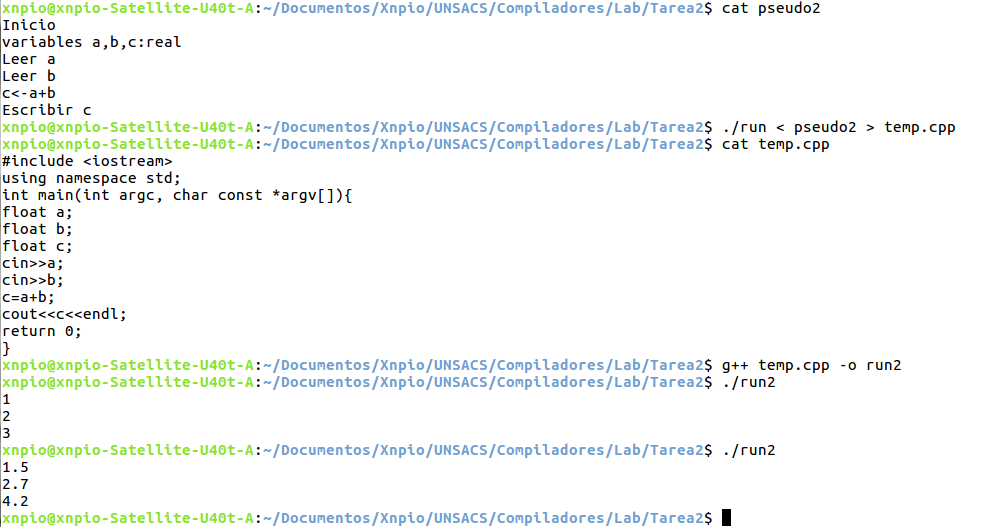 xnpio@xnpio-Satellite-U40t-A:~/Documentos/Xnpio/UNSACS/Compiladores/Lab/Tarea2$ cat pseudo2
Inicio
variables a,b,c:real
Leer a
Leer b
c<-a+b
Escribir c
xnpio@xnpio-Satellite-U40t-A:~/Documentos/Xnpio/UNSACS/Compiladores/Lab/Tarea2$ ./run < pseudo2 > temp.cpp
xnpio@xnpio-Satellite-U40t-A:~/Documentos/Xnpio/UNSACS/Compiladores/Lab/Tarea2$ cat temp.cpp
#include <iostream>
using namespace std;
int main(int argc, char const *argv[]){
float a;
float b;
float c;
cin>>a;
cin>>b;
c=a+b;
cout<<c<<endl;
return 0;
}
xnpio@xnpio-Satellite-U40t-A:~/Documentos/Xnpio/UNSACS/Compiladores/Lab/Tarea2$ g++ temp.cpp -o run2
xnpio@xnpio-Satellite-U40t-A:~/Documentos/Xnpio/UNSACS/Compiladores/Lab/Tarea2$ ./run2
1
2
3
xnpio@xnpio-Satellite-U40t-A:~/Documentos/Xnpio/UNSACS/Compiladores/Lab/Tarea2$ ./run2
1.5
2.7
4.2
xnpio@xnpio-Satellite-U40t-A:~/Documentos/Xnpio/UNSACS/Compiladores/Lab/Tarea2$